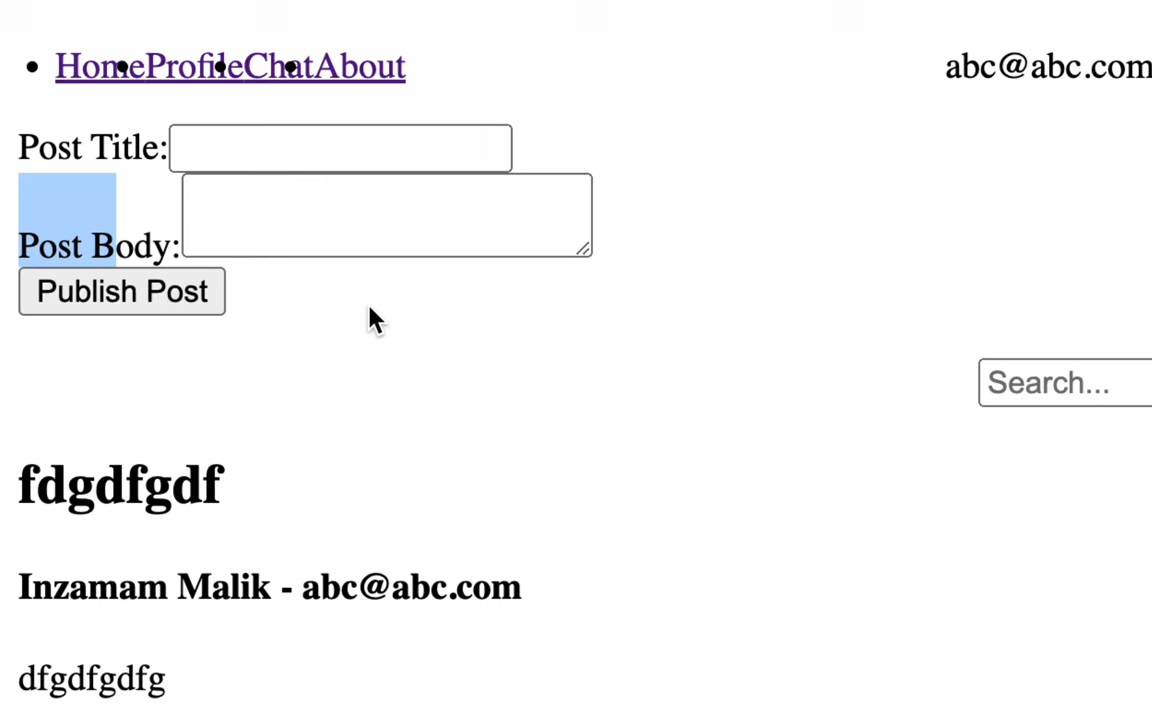 HomeProfileChatAbout abc@abc.com
Post Title:
Post Body:
Publish Post
Search...
fdgdfgdf
Inzamam Malik - abc@abc.com
dfgdfgdfg